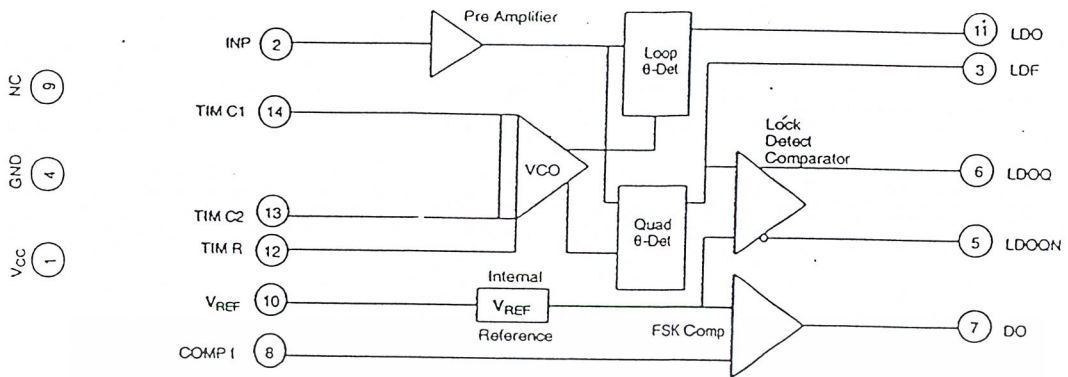 Pre Amplifier
INP 2
Loop
θ-Det
11 LDO
3 LDF
NC 9
TIM C1 14
Lock
Detect
Comparator
VCO
GND 4
6 LDOQ
TIM C2 13
Quad
θ-Det
TIM R 12
5 LDOQN
VCC 1
Internal
VREF 10
VREF
Reference
FSK Comp
7 DO
COMP I 8